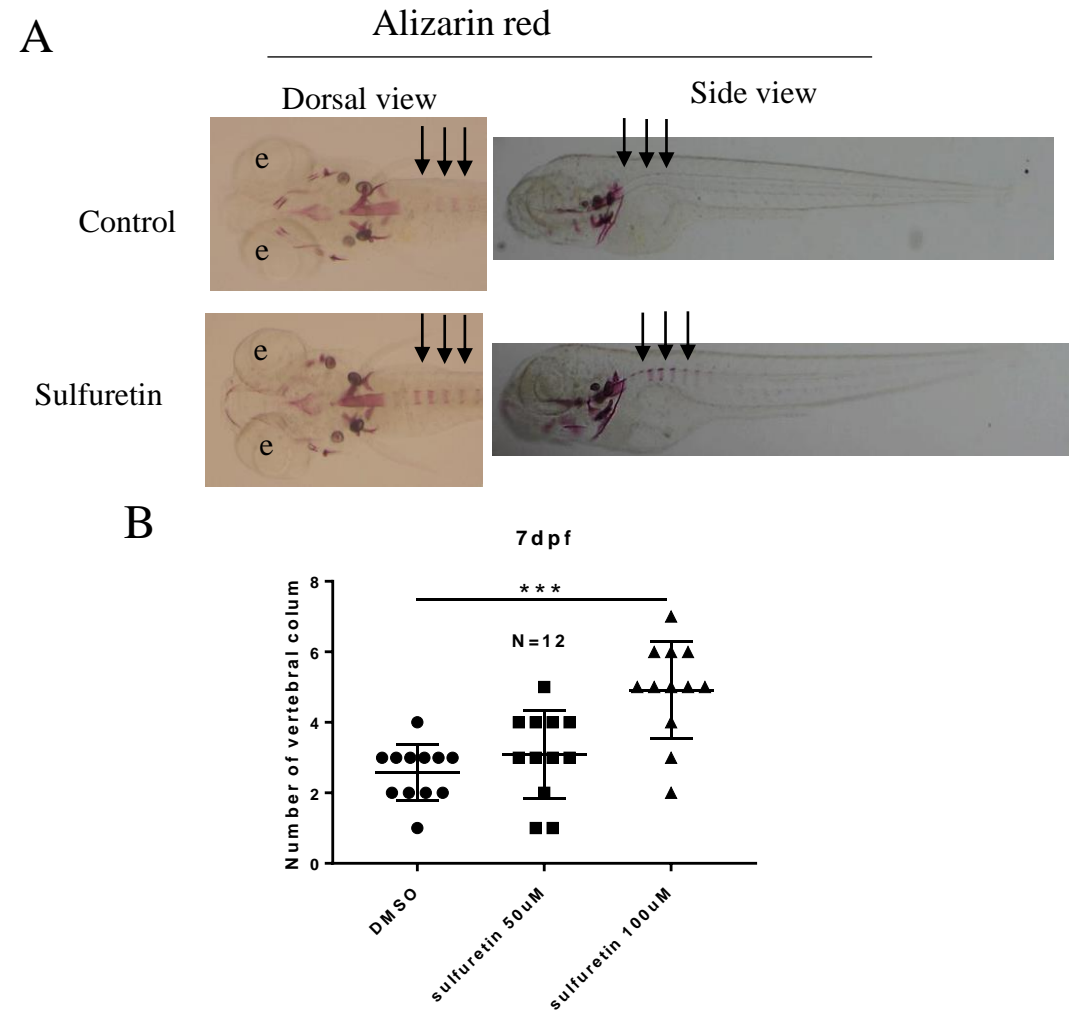 A
Alizarin red
Dorsal view
Side view
Control
e
e
Sulfuretin
e
e
B
7dpf
Number of vertebral colum
8
6
4
2
0
***
N=12
DMSO
sulfuretin 50uM
sulfuretin 100uM